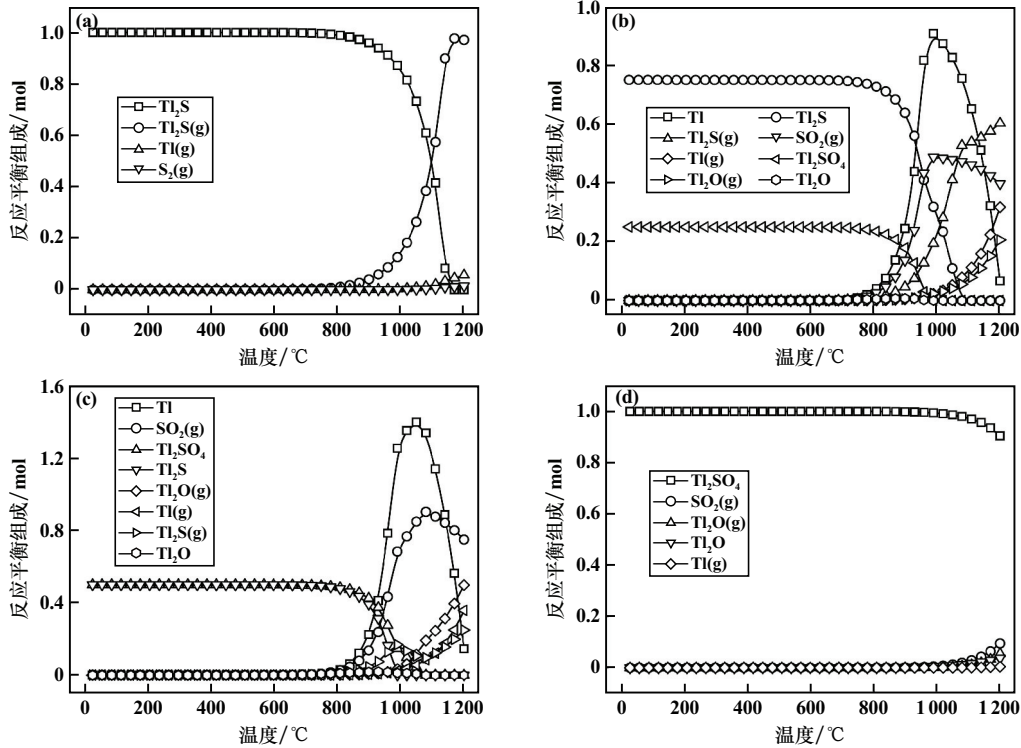 (a)
反应平衡组成/mol
1.0
0.8
0.6
0.4
0.2
0
Tl₂S
Tl₂S(g)
Tl(g)
S₂(g)
0 200 400 600 800 1 000 1 200
温度/℃
(b)
反应平衡组成/mol
1.0
0.8
0.6
0.4
0.2
0
Tl Tl₂S
Tl₂S(g) SO₂(g)
Tl(g) Tl₂SO₄
Tl₂O(g) Tl₂O
0 200 400 600 800 1 000 1 200
温度/℃
(c)
反应平衡组成/mol
1.6
1.2
0.8
0.4
0
Tl
SO₂(g)
Tl₂SO₄
Tl₂S
Tl₂O(g)
Tl(g)
Tl₂S(g)
Tl₂O
0 200 400 600 800 1 000 1 200
温度/℃
(d)
反应平衡组成/mol
1.0
0.8
0.6
0.4
0.2
0
Tl₂SO₄
SO₂(g)
Tl₂O(g)
Tl₂O
Tl(g)
0 200 400 600 800 1 000 1 200
温度/℃